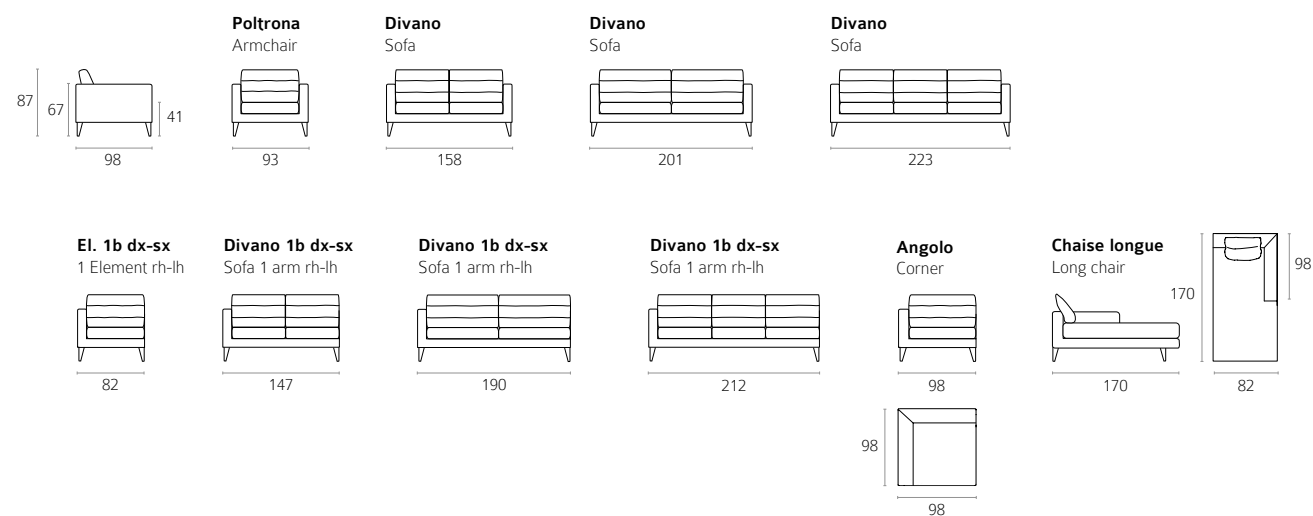 Poltrona
Armchair
Divano
Sofa
Divano
Sofa
Divano
Sofa
87
67
41
98
93
158
201
223
El. 1b dx-sx
1 Element rh-lh
Divano 1b dx-sx
Sofa 1 arm rh-lh
Divano 1b dx-sx
Sofa 1 arm rh-lh
Divano 1b dx-sx
Sofa 1 arm rh-lh
Angolo
Corner
Chaise longue
Long chair
170
98
82
147
190
212
98
170
82
98
98